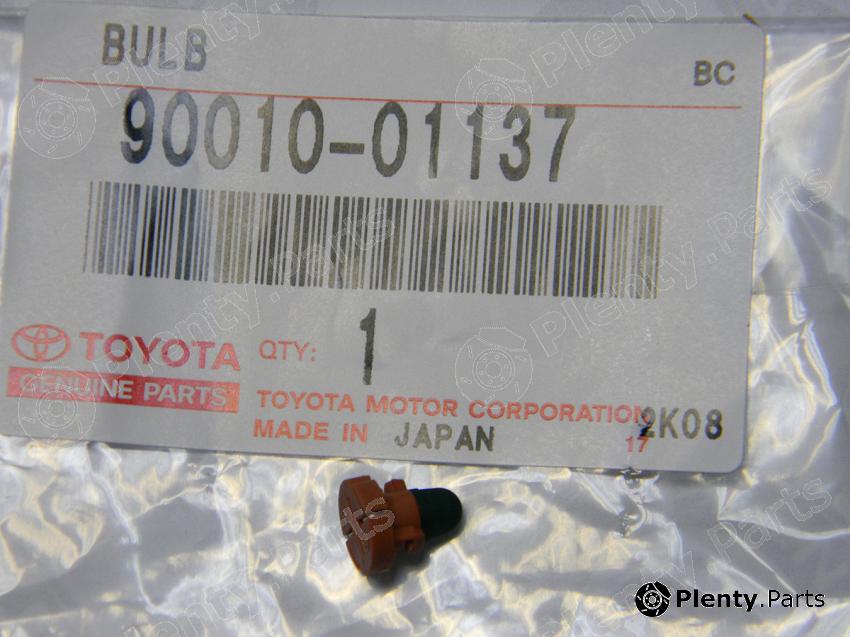 BULB
BC
90010-01137
TOYOTA
GENUINE PARTS
QTY: 1
TOYOTA MOTOR CORPORATION
MADE IN JAPAN
17
2K08
Plenty.Parts